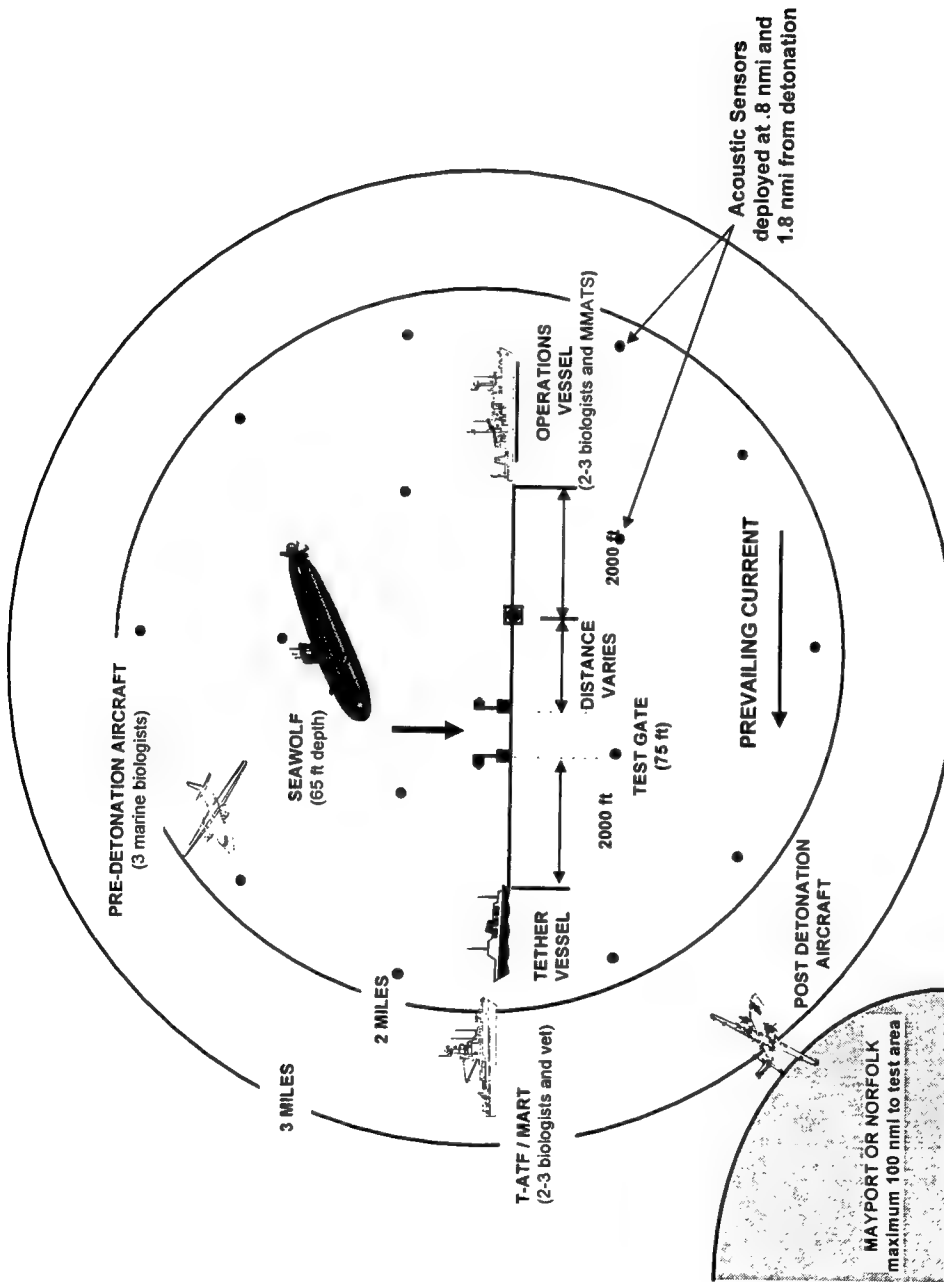 3 MILES
2 MILES
PRE-DETONATION AIRCRAFT
(3 marine biologists)
SEAWOLF
(65 ft depth)
T-ATF / MART
(2-3 biologists and vet)
TETHER
VESSEL
OPERATIONS
VESSEL
(2-3 biologists and MMATS)
2000 ft
TEST GATE
(75 ft)
DISTANCE
VARIES
2000 ft
PREVAILING CURRENT
Acoustic Sensors
deployed at .8 nmi and
1.8 nmi from detonation
POST DETONATION
AIRCRAFT
MAYPORT OR NORFOLK
maximum 100 nmI to test area